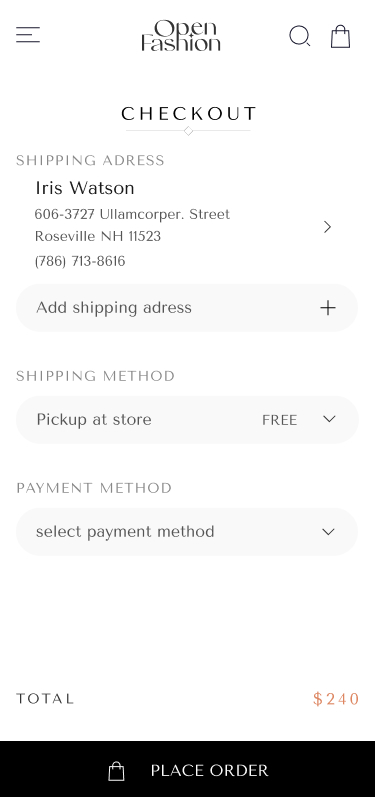 Open
Fashion
CHECKOUT
SHIPPING ADRESS
Iris Watson
606-3727 Ullamcorper. Street
Roseville NH 11523
(786) 713-8616
Add shipping adress
SHIPPING METHOD
Pickup at store FREE
PAYMENT METHOD
select payment method
TOTAL $240
PLACE ORDER